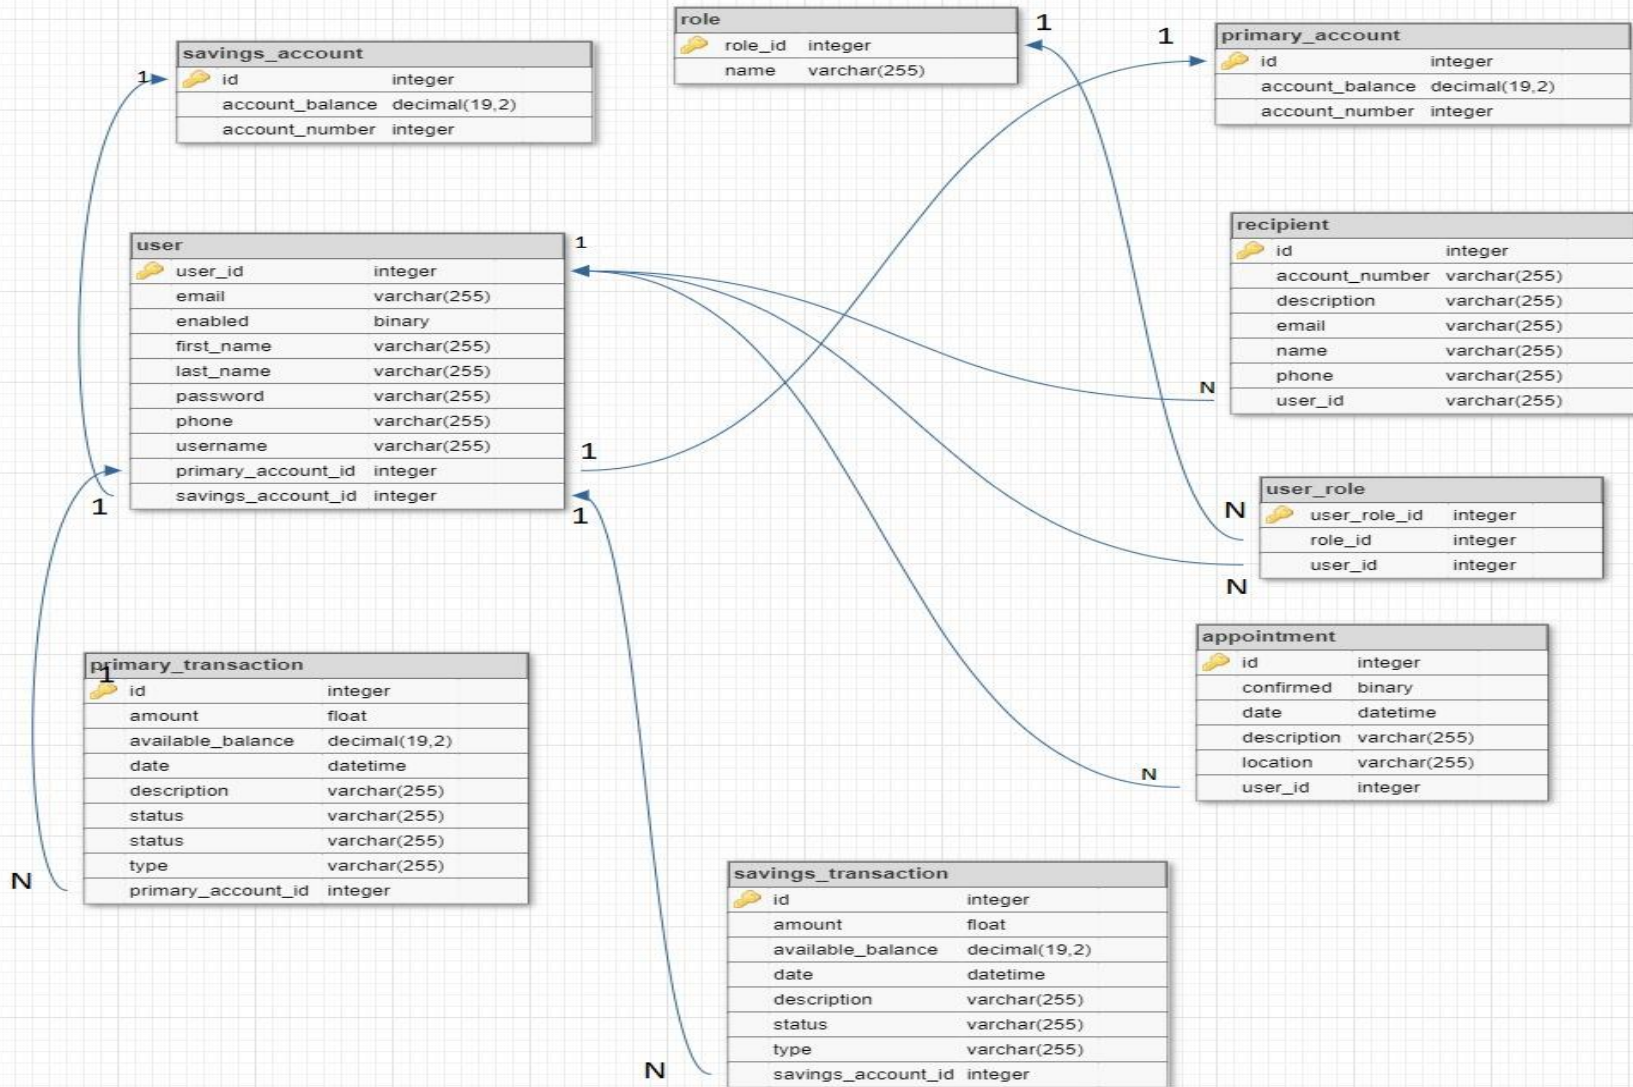 role
role_id integer
name varchar(255)
1
1
primary_account
id integer
account_balance decimal(19,2)
account_number integer
savings_account
1
id integer
account_balance decimal(19,2)
account_number integer
user
1
user_id integer
email varchar(255)
enabled binary
first_name varchar(255)
last_name varchar(255)
password varchar(255)
phone varchar(255)
username varchar(255)
primary_account_id integer
savings_account_id integer
1
1
1
recipient
id integer
account_number varchar(255)
description varchar(255)
email varchar(255)
name varchar(255)
phone varchar(255)
user_id varchar(255)
N
user_role
user_role_id integer
role_id integer
user_id integer
N
N
appointment
id integer
confirmed binary
date datetime
description varchar(255)
location varchar(255)
user_id integer
N
primary_transaction
1
id integer
amount float
available_balance decimal(19,2)
date datetime
description varchar(255)
status varchar(255)
status varchar(255)
type varchar(255)
primary_account_id integer
N
savings_transaction
id integer
amount float
available_balance decimal(19,2)
date datetime
description varchar(255)
status varchar(255)
type varchar(255)
savings_account_id integer
N